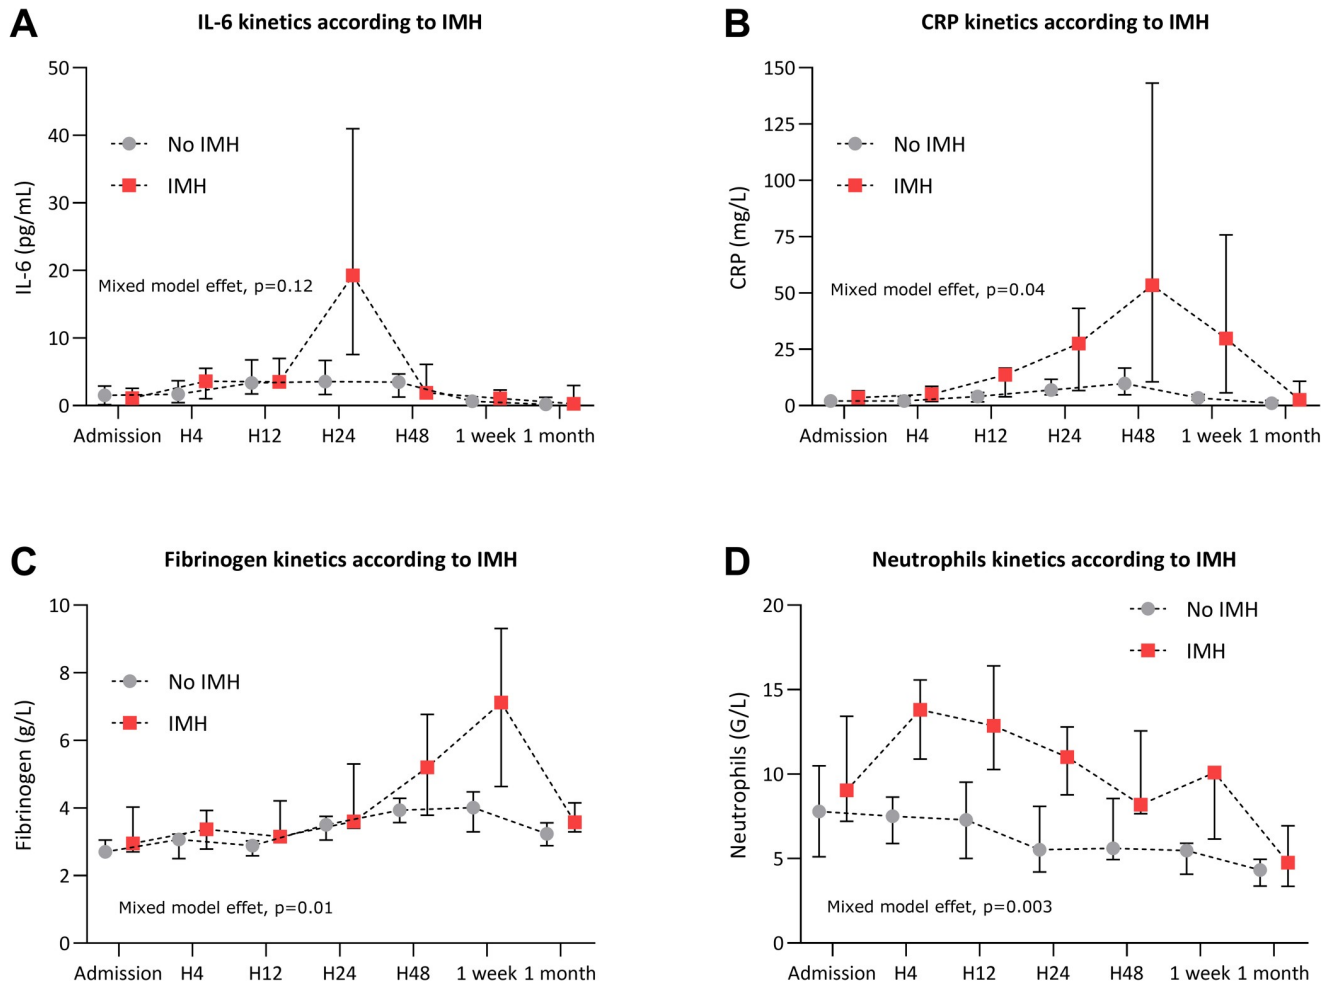 A
IL-6 kinetics according to IMH
50
40
30
20
10
0
IL-6 (pg/mL)
No IMH
IMH
Mixed model effet, p=0.12
Admission H4 H12 H24 H48 1 week 1 month
B
CRP kinetics according to IMH
150
125
100
75
50
25
0
CRP (mg/L)
No IMH
IMH
Mixed model effet, p=0.04
Admission H4 H12 H24 H48 1 week 1 month
C
Fibrinogen kinetics according to IMH
10
8
6
4
2
0
Fibrinogen (g/L)
No IMH
IMH
Mixed model effet, p=0.01
Admission H4 H12 H24 H48 1 week 1 month
D
Neutrophils kinetics according to IMH
20
15
10
5
0
Neutrophils (G/L)
No IMH
IMH
Mixed model effet, p=0.003
Admission H4 H12 H24 H48 1 week 1 month